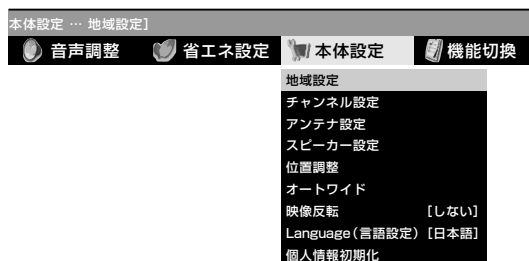 本体設定 … 地域設定]
音声調整 省エネ設定 本体設定 機能切換
地域設定
チャンネル設定
アンテナ設定
スピーカー設定
位置調整
オートワイド
映像反転 [しない]
Language(言語設定) [日本語]
個人情報初期化